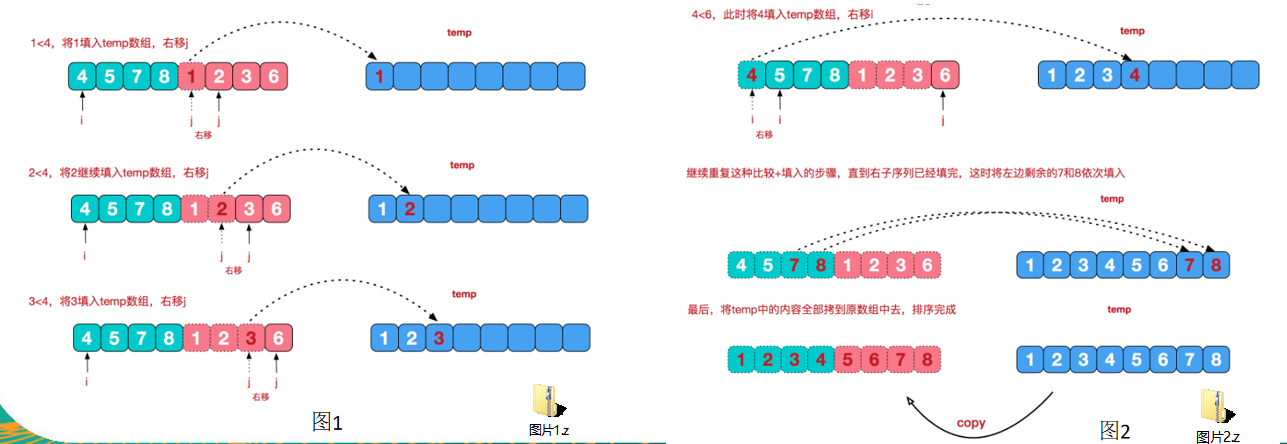 1<4，将1填入temp数组，右移j
temp
4 5 7 8 1 2 3 6
1
i
j
j
右移
2<4，将2继续填入temp数组，右移j
temp
4 5 7 8 1 2 3 6
1 2
i
j
j
右移
3<4，将3填入temp数组，右移j
temp
4 5 7 8 1 2 3 6
1 2 3
i
j
j
右移
图1
图片1.z
4<6，此时将4填入temp数组，右移i
temp
4 5 7 8 1 2 3 6
1 2 3 4
i
i
j
右移
继续重复这种比较+填入的步骤，直到右子序列已经填完，这时将左边剩余的7和8依次填入
temp
4 5 7 8 1 2 3 6
1 2 3 4 5 6 7 8
最后，将temp中的内容全部拷到原数组中去，排序完成
temp
1 2 3 4 5 6 7 8
1 2 3 4 5 6 7 8
copy
图2
图片2.z